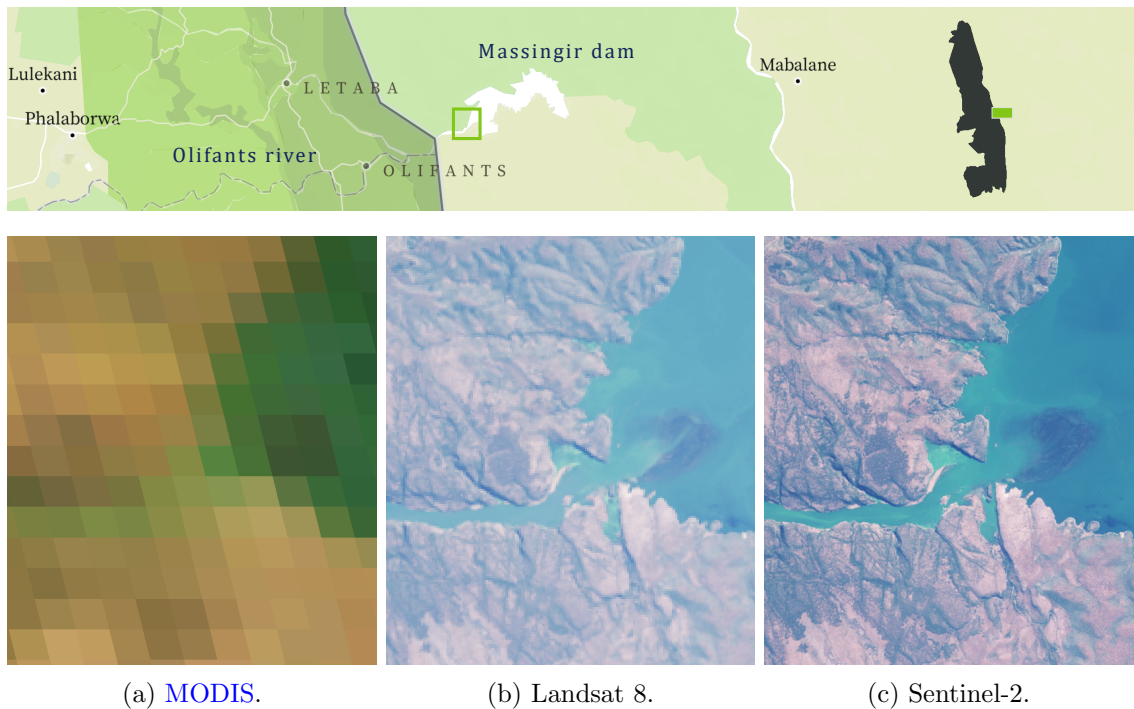 Massingir dam
Mabalane
Lulekani
LETABA
Phalaborwa
Olifants river
OLIFANTS
(a) MODIS.
(b) Landsat 8.
(c) Sentinel-2.